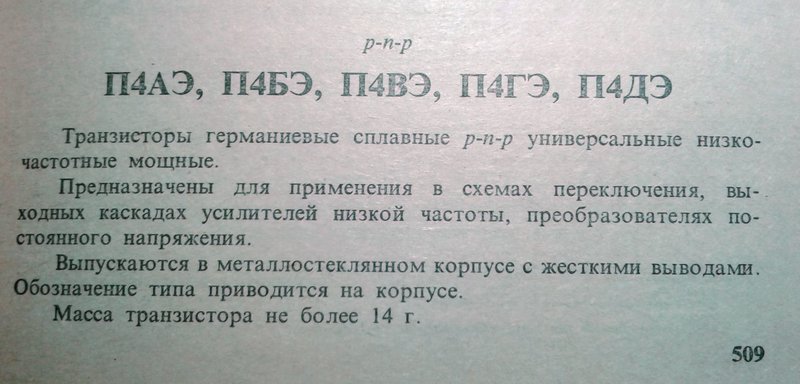 p-n-p
П4АЭ, П4БЭ, П4ВЭ, П4ГЭ, П4ДЭ
Транзисторы германиевые сплавные p-n-p универсальные низко-
частотные мощные.
Предназначены для применения в схемах переключения, вы-
ходных каскадах усилителей низкой частоты, преобразователях по-
стоянного напряжения.
Выпускаются в металлостеклянном корпусе с жесткими выводами.
Обозначение типа приводится на корпусе.
Масса транзистора не более 14 г.
509